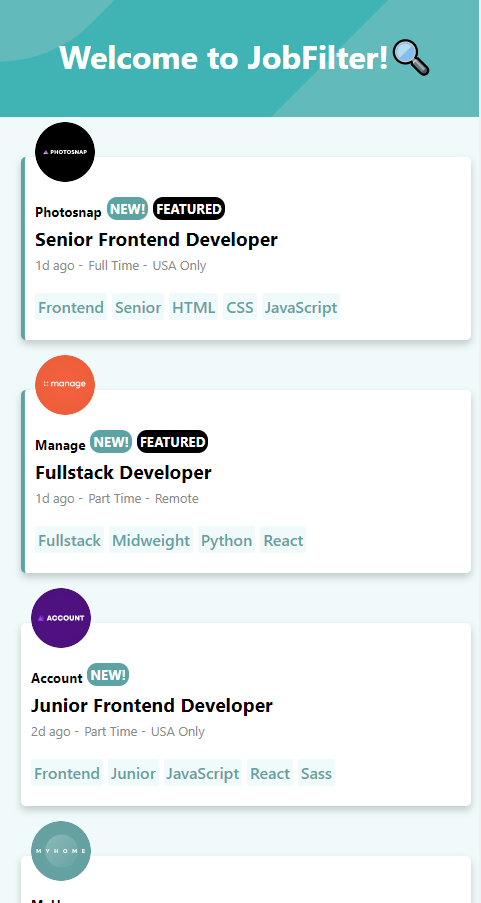 Welcome to JobFilter!🔍
PHOTOSNAP
Photosnap NEW! FEATURED
Senior Frontend Developer
1d ago - Full Time - USA Only
Frontend Senior HTML CSS JavaScript
manage
Manage NEW! FEATURED
Fullstack Developer
1d ago - Part Time - Remote
Fullstack Midweight Python React
ACCOUNT
Account NEW!
Junior Frontend Developer
2d ago - Part Time - USA Only
Frontend Junior JavaScript React Sass
MYHOME